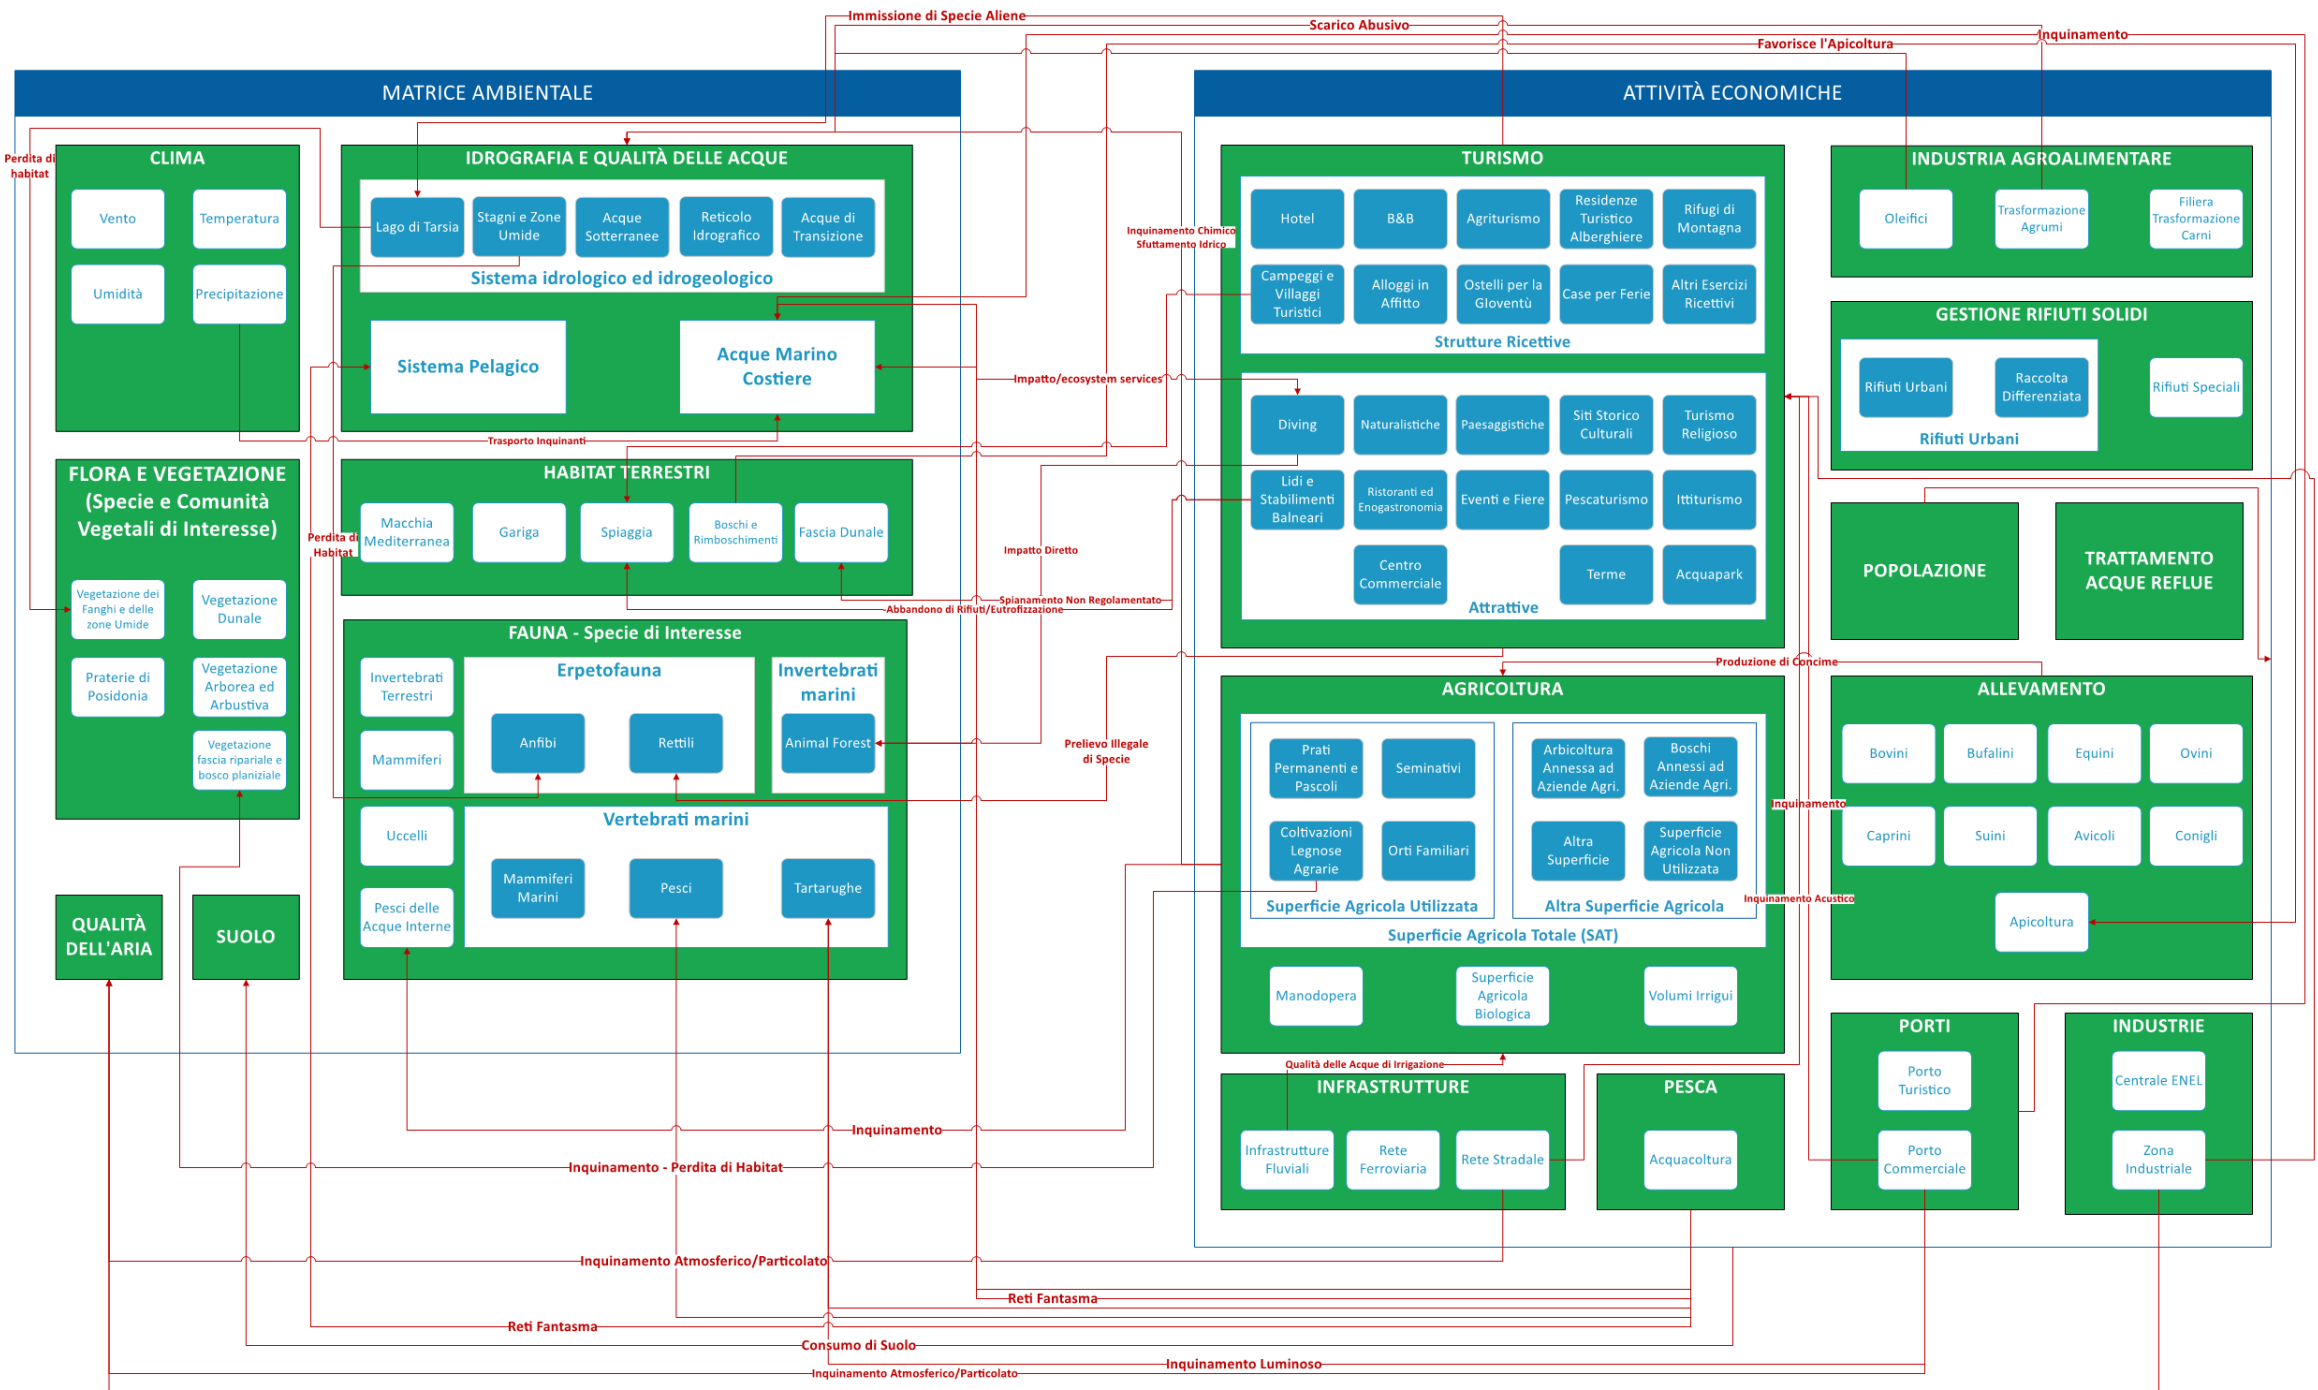 Immissione di Specie Aliene
Scarico Abusivo
Inquinamento
Favorisce l'Apicoltura
MATRICE AMBIENTALE
Perdita di
habitat
CLIMA
Vento
Temperatura
Umidità
Precipitazione
IDROGRAFIA E QUALITÀ DELLE ACQUE
Lago di Tarsia
Stagni e Zone
Umide
Acque
Sotterranee
Reticolo
Idrografico
Acque di
Transizione
Sistema idrologico ed idrogeologico
Sistema Pelagico
Acque Marino
Costiere
Trasporto Inquinanti
FLORA E VEGETAZIONE
(Specie e Comunità
Vegetali di Interesse)
Vegetazione dei
Fanghi e delle
zone Umide
Vegetazione
Dunale
Praterie di
Posidonia
Vegetazione
Arborea ed
Arbustiva
Vegetazione
fascia ripariale e
bosco planiziale
HABITAT TERRESTRI
Macchia
Mediterranea
Gariga
Spiaggia
Boschi e
Rimboschimenti
Fascia Dunale
Perdita di
Habitat
FAUNA - Specie di Interesse
Invertebrati
Terrestri
Mammiferi
Uccelli
Pesci delle
Acque Interne
Erpetofauna
Anfibi
Rettili
Invertebrati
marini
Animal Forest
Vertebrati marini
Mammiferi
Marini
Pesci
Tartarughe
QUALITÀ
DELL'ARIA
SUOLO
Inquinamento Chimico
Sfuttamento Idrico
Impatto/ecosystem services
Impatto Diretto
Spianamento Non Regolamentato
Abbandono di Rifiuti/Eutrofizzazione
Prelievo Illegale
di Specie
ATTIVITÀ ECONOMICHE
TURISMO
Hotel
B&B
Agriturismo
Residenze
Turistico
Alberghiere
Rifugi di
Montagna
Campeggi e
Villaggi
Turistici
Alloggi in
Affitto
Ostelli per la
GIoventù
Case per Ferie
Altri Esercizi
Ricettivi
Strutture Ricettive
Diving
Naturalistiche
Paesaggistiche
Siti Storico
Culturali
Turismo
Religioso
Lidi e
Stabilimenti
Balneari
Ristoranti ed
Enogastronomia
Eventi e Fiere
Pescaturismo
Ittiturismo
Centro
Commerciale
Terme
Acquapark
Attrattive
INDUSTRIA AGROALIMENTARE
Oleifici
Trasformazione
Agrumi
Filiera
Trasformazione
Carni
GESTIONE RIFIUTI SOLIDI
Rifiuti Urbani
Raccolta
Differenziata
Rifiuti Speciali
Rifiuti Urbani
POPOLAZIONE
TRATTAMENTO
ACQUE REFLUE
Produzione di Concime
AGRICOLTURA
Prati
Permanenti e
Pascoli
Seminativi
Coltivazioni
Legnose
Agrarie
Orti Familiari
Superficie Agricola Utilizzata
Arbicoltura
Annessa ad
Aziende Agri.
Boschi
Annessi ad
Aziende Agri.
Altra
Superficie
Superficie
Agricola Non
Utilizzata
Altra Superficie Agricola
Superficie Agricola Totale (SAT)
Manodopera
Superficie
Agricola
Biologica
Volumi Irrigui
Inquinamento
Inquinamento Acustico
ALLEVAMENTO
Bovini
Bufalini
Equini
Ovini
Caprini
Suini
Avicoli
Conigli
Apicoltura
Qualità delle Acque di Irrigazione
INFRASTRUTTURE
Infrastrutture
Fluviali
Rete
Ferroviaria
Rete Stradale
PESCA
Acquacoltura
PORTI
Porto
Turistico
Porto
Commerciale
INDUSTRIE
Centrale ENEL
Zona
Industriale
Inquinamento
Inquinamento - Perdita di Habitat
Inquinamento Atmosferico/Particolato
Reti Fantasma
Reti Fantasma
Consumo di Suolo
Inquinamento Luminoso
Inquinamento Atmosferico/Particolato